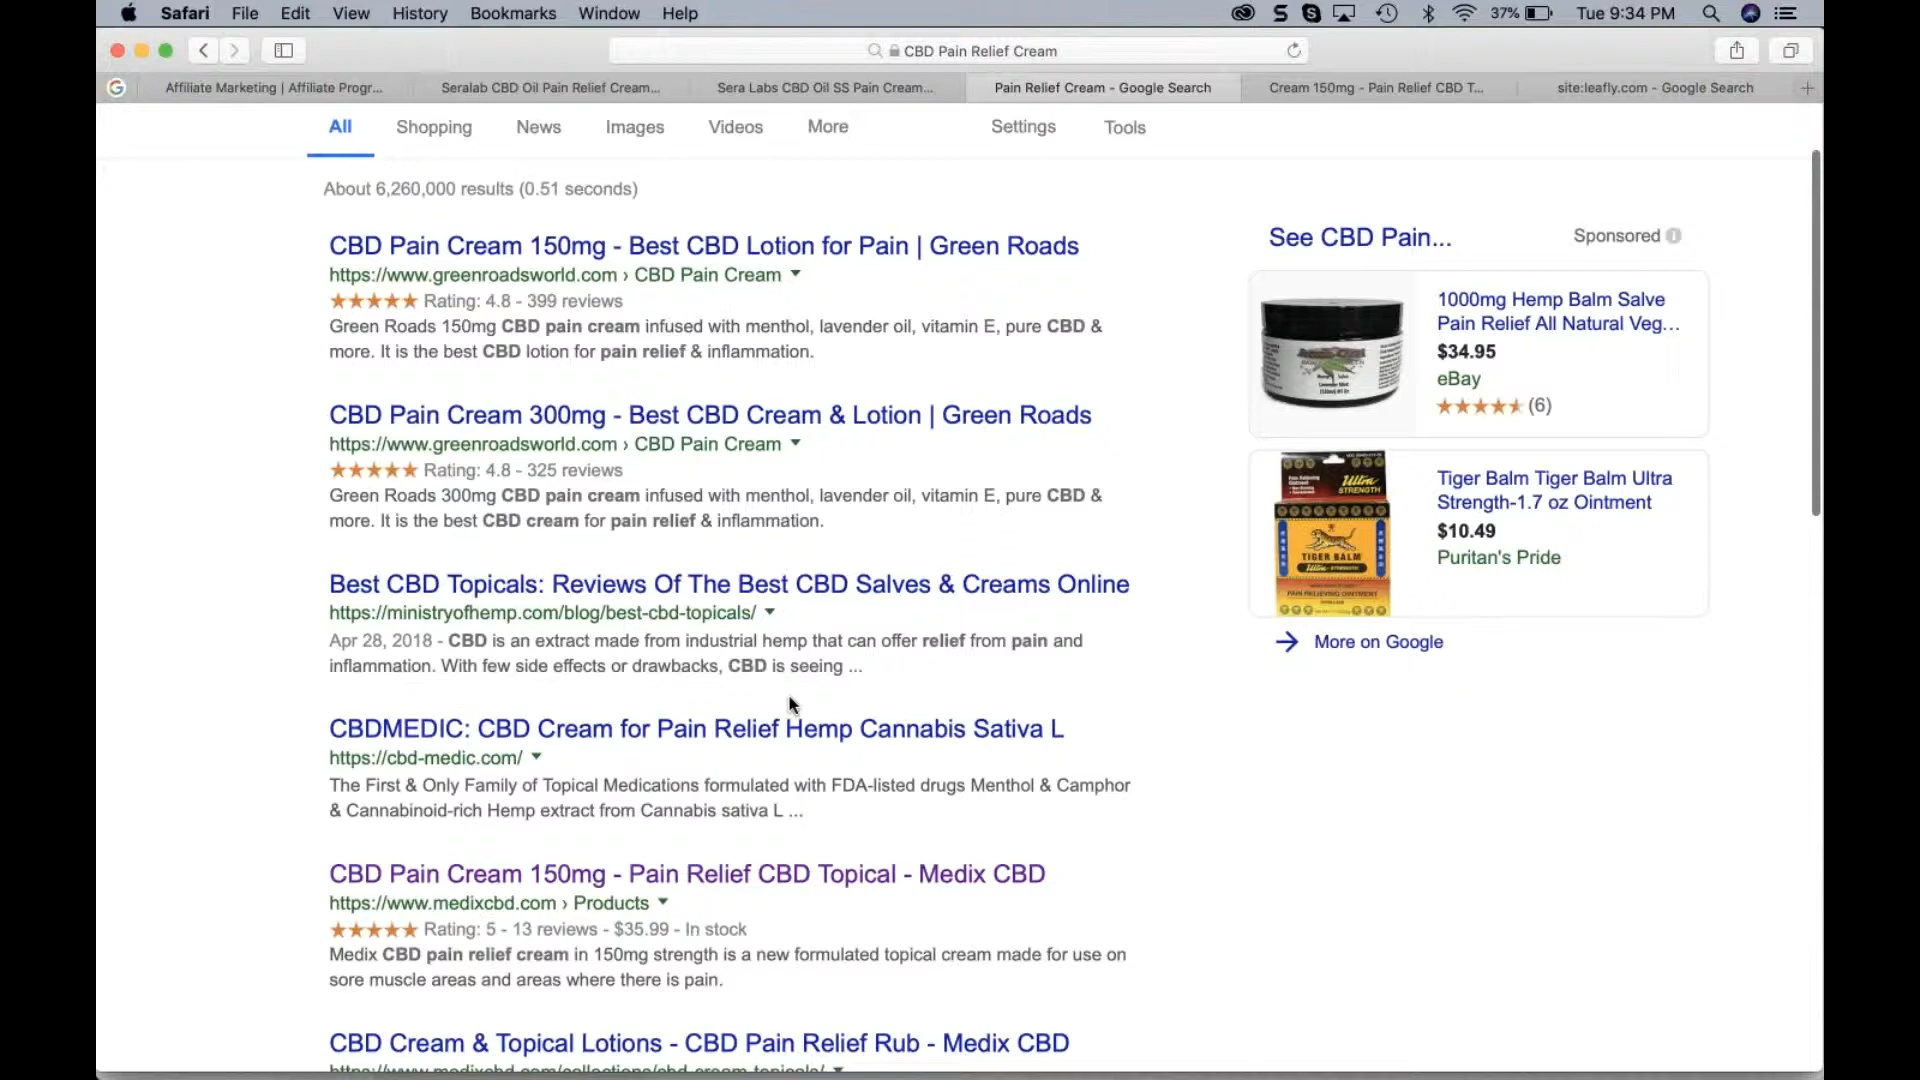 Safari File Edit View History Bookmarks Window Help 37% Tue 9:34 PM
CBD Pain Relief Cream
Affiliate Marketing | Affiliate Progr... Seralab CBD Oil Pain Relief Cream... Sera Labs CBD Oil SS Pain Cream... Pain Relief Cream - Google Search Cream 150mg - Pain Relief CBD T... site:leafly.com - Google Search
All Shopping News Images Videos More Settings Tools
About 6,260,000 results (0.51 seconds)
CBD Pain Cream 150mg - Best CBD Lotion for Pain | Green Roads
https://www.greenroadsworld.com › CBD Pain Cream
Rating: 4.8 - 399 reviews
Green Roads 150mg CBD pain cream infused with menthol, lavender oil, vitamin E, pure CBD &
more. It is the best CBD lotion for pain relief & inflammation.
CBD Pain Cream 300mg - Best CBD Cream & Lotion | Green Roads
https://www.greenroadsworld.com › CBD Pain Cream
Rating: 4.8 - 325 reviews
Green Roads 300mg CBD pain cream infused with menthol, lavender oil, vitamin E, pure CBD &
more. It is the best CBD cream for pain relief & inflammation.
Best CBD Topicals: Reviews Of The Best CBD Salves & Creams Online
https://ministryofhemp.com/blog/best-cbd-topicals/
Apr 28, 2018 - CBD is an extract made from industrial hemp that can offer relief from pain and
inflammation. With few side effects or drawbacks, CBD is seeing ...
CBDMEDIC: CBD Cream for Pain Relief Hemp Cannabis Sativa L
https://cbd-medic.com/
The First & Only Family of Topical Medications formulated with FDA-listed drugs Menthol & Camphor
& Cannabinoid-rich Hemp extract from Cannabis sativa L ...
CBD Pain Cream 150mg - Pain Relief CBD Topical - Medix CBD
https://www.medixcbd.com › Products
Rating: 5 - 13 reviews - $35.99 - In stock
Medix CBD pain relief cream in 150mg strength is a new formulated topical cream made for use on
sore muscle areas and areas where there is pain.
CBD Cream & Topical Lotions - CBD Pain Relief Rub - Medix CBD
https://www.medixcbd.com/collections/cbd-cream-topicals/
See CBD Pain... Sponsored
1000mg Hemp Balm Salve
Pain Relief All Natural Veg...
$34.95
eBay
(6)
Ultra
STRENGTH
TIGER BALM
Ultra STRENGTH
PAIN RELIEVING OINTMENT
Tiger Balm Tiger Balm Ultra
Strength-1.7 oz Ointment
$10.49
Puritan's Pride
More on Google